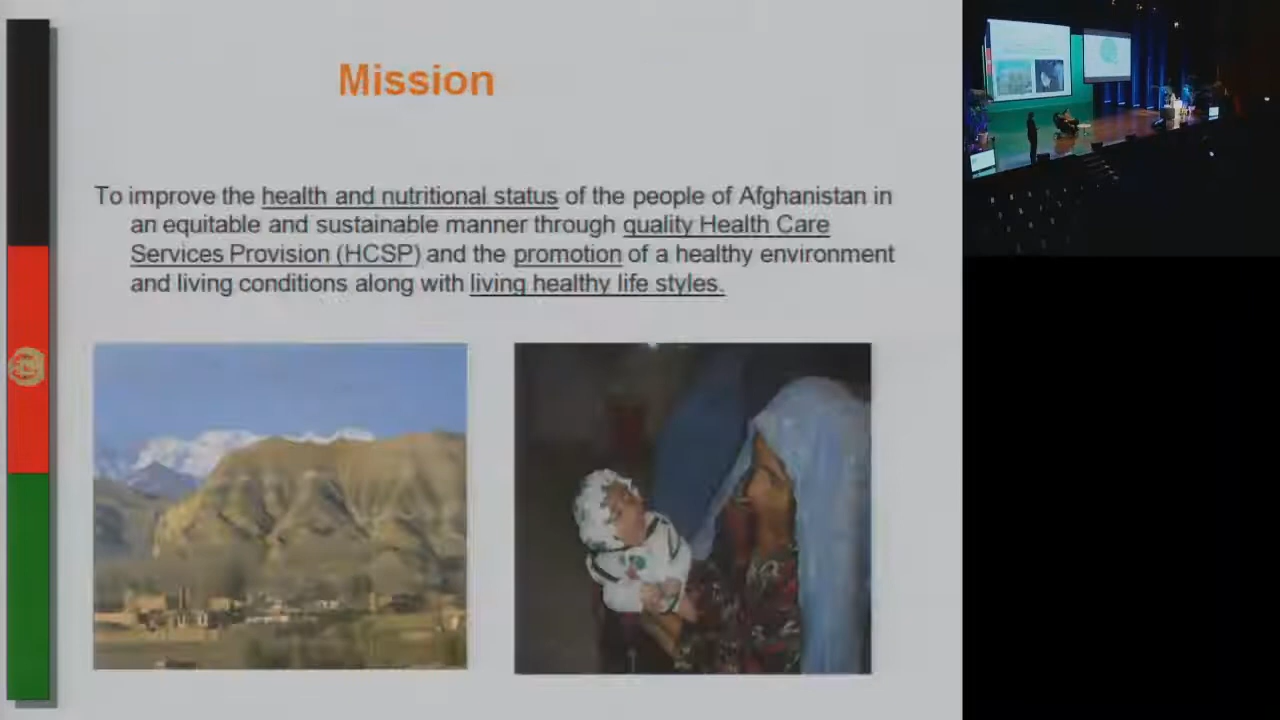 Mission
To improve the health and nutritional status of the people of Afghanistan in
an equitable and sustainable manner through quality Health Care
Services Provision (HCSP) and the promotion of a healthy environment
and living conditions along with living healthy life styles.